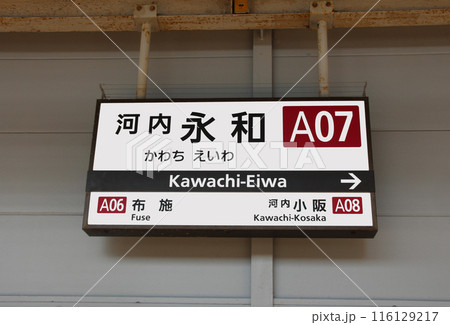 河内永和 A07
かわち えいわ
Kawachi-Eiwa →
A06 布施 河内小阪 A08
Fuse Kawachi-Kosaka
PIXTA
pixta.jp - 116129217